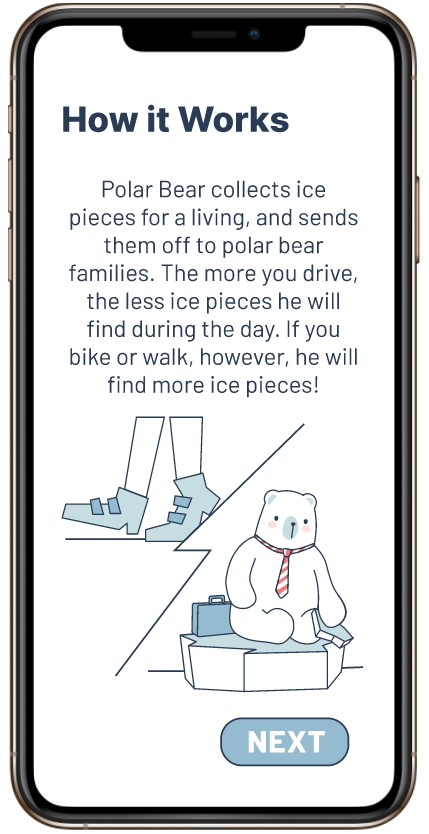 How it Works
Polar Bear collects ice
pieces for a living, and sends
them off to polar bear
families. The more you drive,
the less ice pieces he will
find during the day. If you
bike or walk, however, he will
find more ice pieces!
NEXT